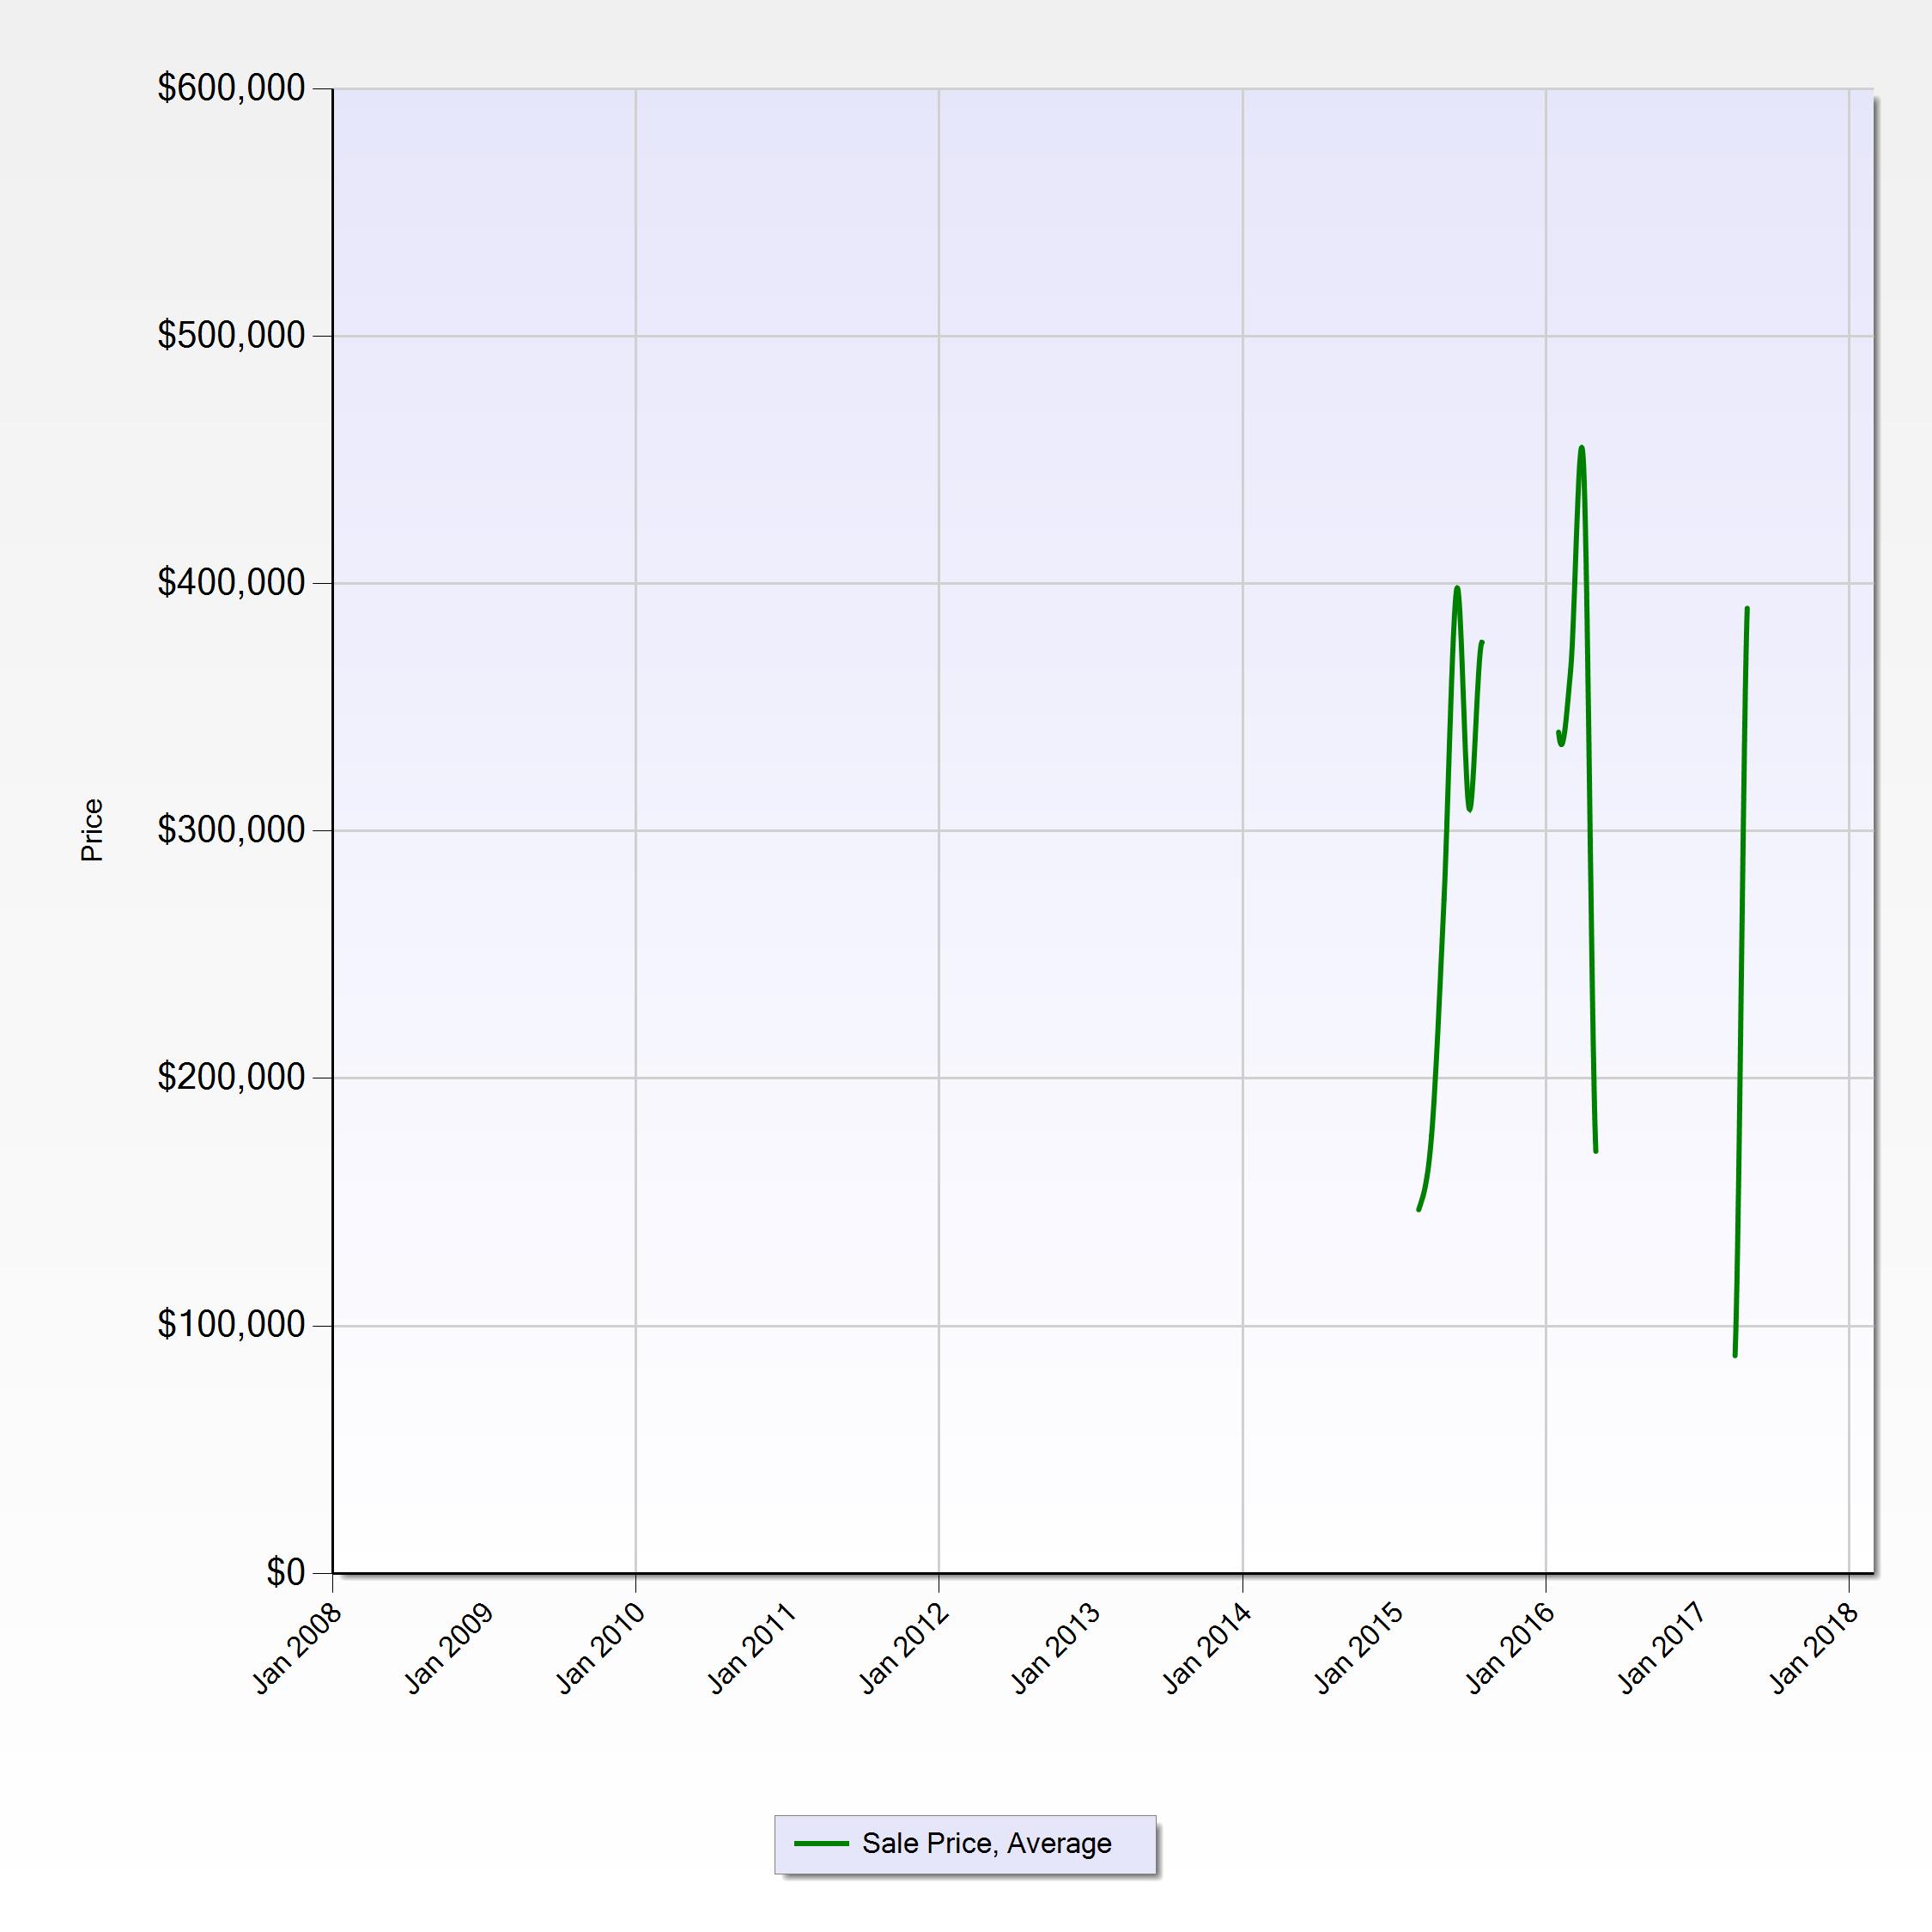 $600,000
$500,000
$400,000
$300,000
$200,000
$100,000
$0
Price
Jan 2008
Jan 2009
Jan 2010
Jan 2011
Jan 2012
Jan 2013
Jan 2014
Jan 2015
Jan 2016
Jan 2017
Jan 2018
Sale Price, Average